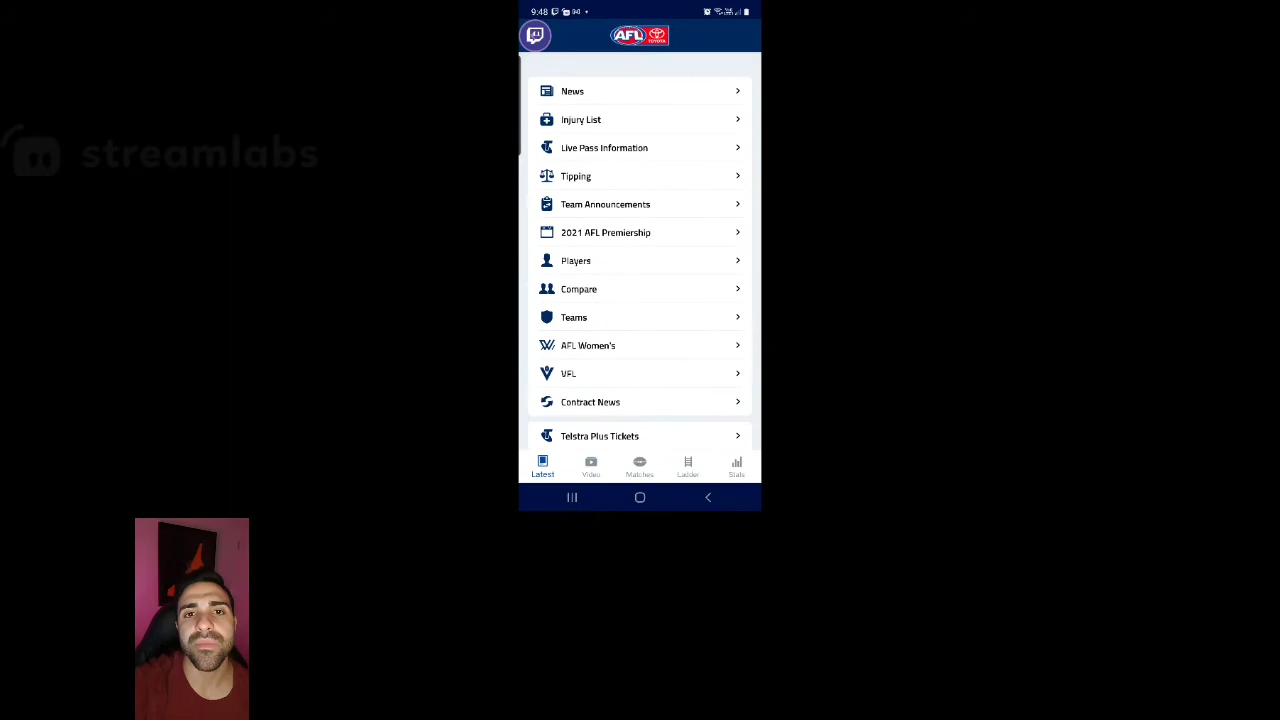 9:48
AFL
TOYOTA
streamlabs
News
Injury List
Live Pass Information
Tipping
Team Announcements
2021 AFL Premiership
Players
Compare
Teams
AFL Women's
VFL
Contract News
Telstra Plus Tickets
Latest
Video
Matches
Ladder
Stats